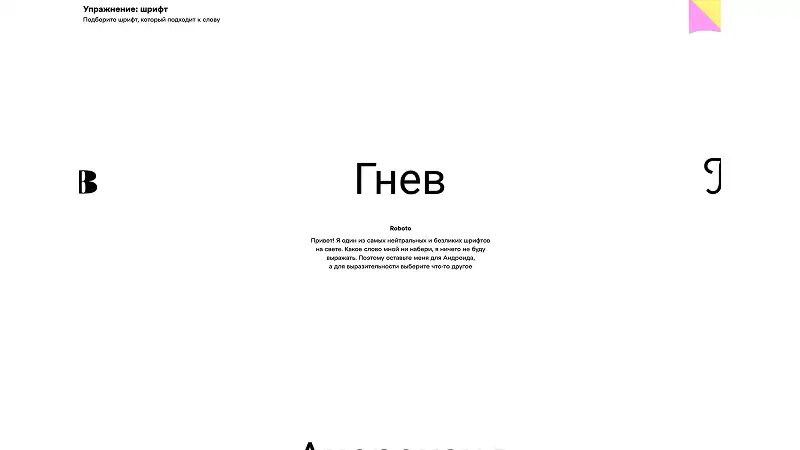 Упражнение: шрифт
Подберите шрифт, который подходит к слову
В
Гнев
Roboto
Привет! Я один из самых нейтральных и безликих шрифтов
на свете. Какое слово мной ни набери, я ничего не буду
выражать. Поэтому оставьте меня для Андроида,
а для выразительности выберите что-то другое